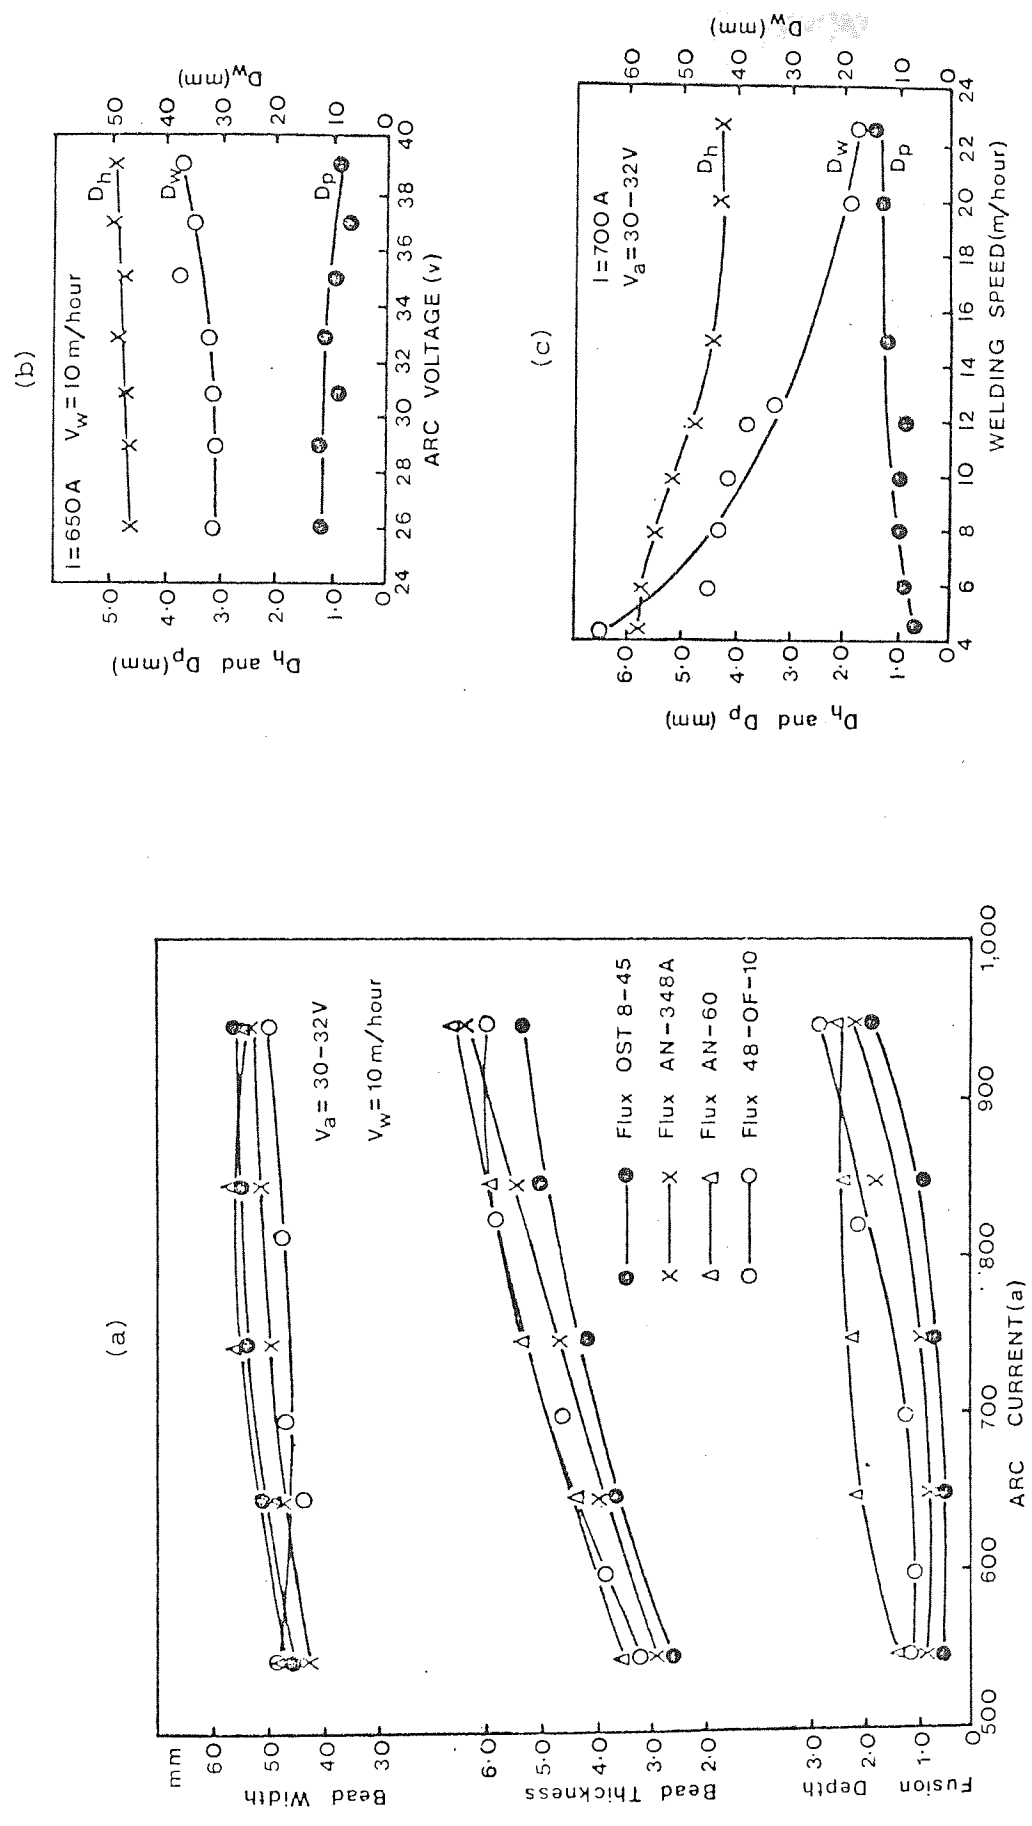 (a)
mm
60
50
40
30
Bead Width
6·0
5·0
4·0
3·0
2·0
Bead Thickness
3·0
2·0
1·0
0
Fusion Depth
Va = 30-32V
Vw = 10 m/hour
Flux OST 8-45
Flux AN-348A
Flux AN-60
Flux 48-OF-10
500
600
700
800
900
1,000
ARC CURRENT(a)
(b)
I = 650A Vw = 10 m/hour
Dh
Dw
Dp
5·0
4·0
3·0
2·0
1·0
0
Dh and Dp (mm)
50
40
30
20
10
0
Dw (mm)
24
26
28
30
32
34
36
38
40
ARC VOLTAGE (v)
(c)
I = 700A
Va = 30-32V
Dh
Dw
Dp
6·0
5·0
4·0
3·0
2·0
1·0
0
Dh and Dp (mm)
60
50
40
30
20
10
0
Dw (mm)
4
6
8
10
12
14
16
18
20
22
24
WELDING SPEED(m/hour)